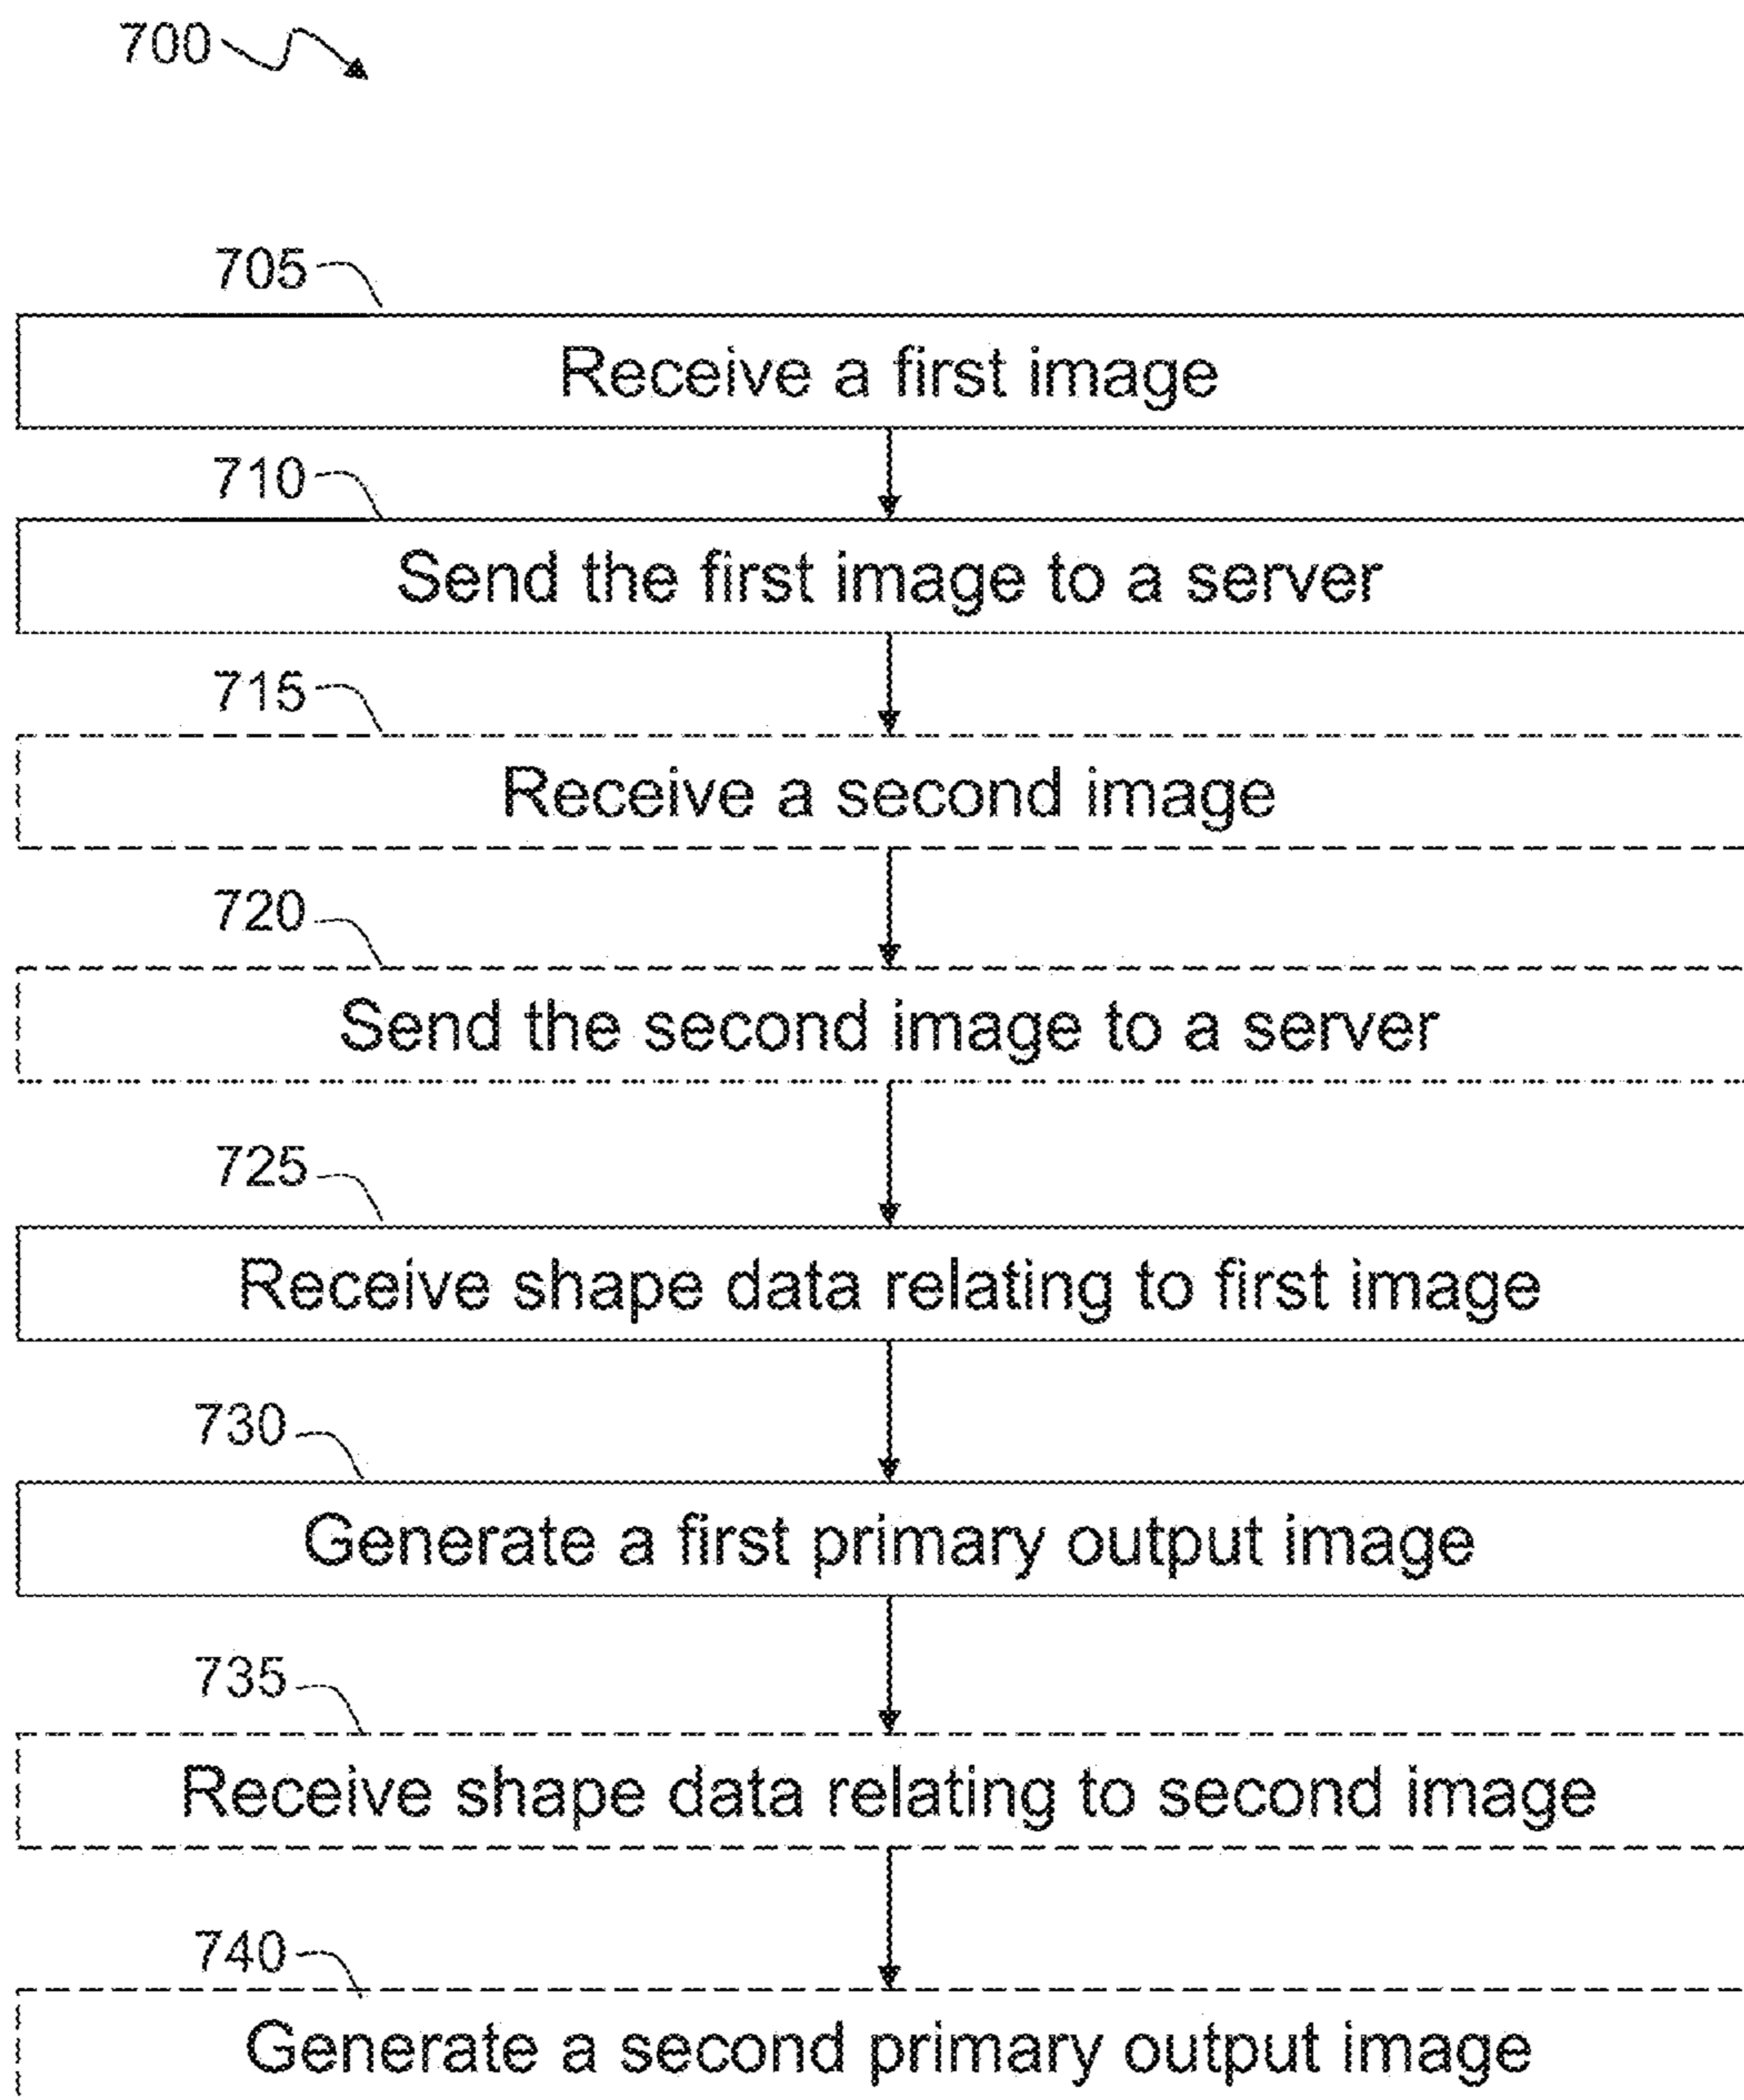 700
705
Receive a first image
710
Send the first image to a server
715
Receive a second image
720
Send the second image to a server
725
Receive shape data relating to first image
730
Generate a first primary output image
735
Receive shape data relating to second image
740
Generate a second primary output image